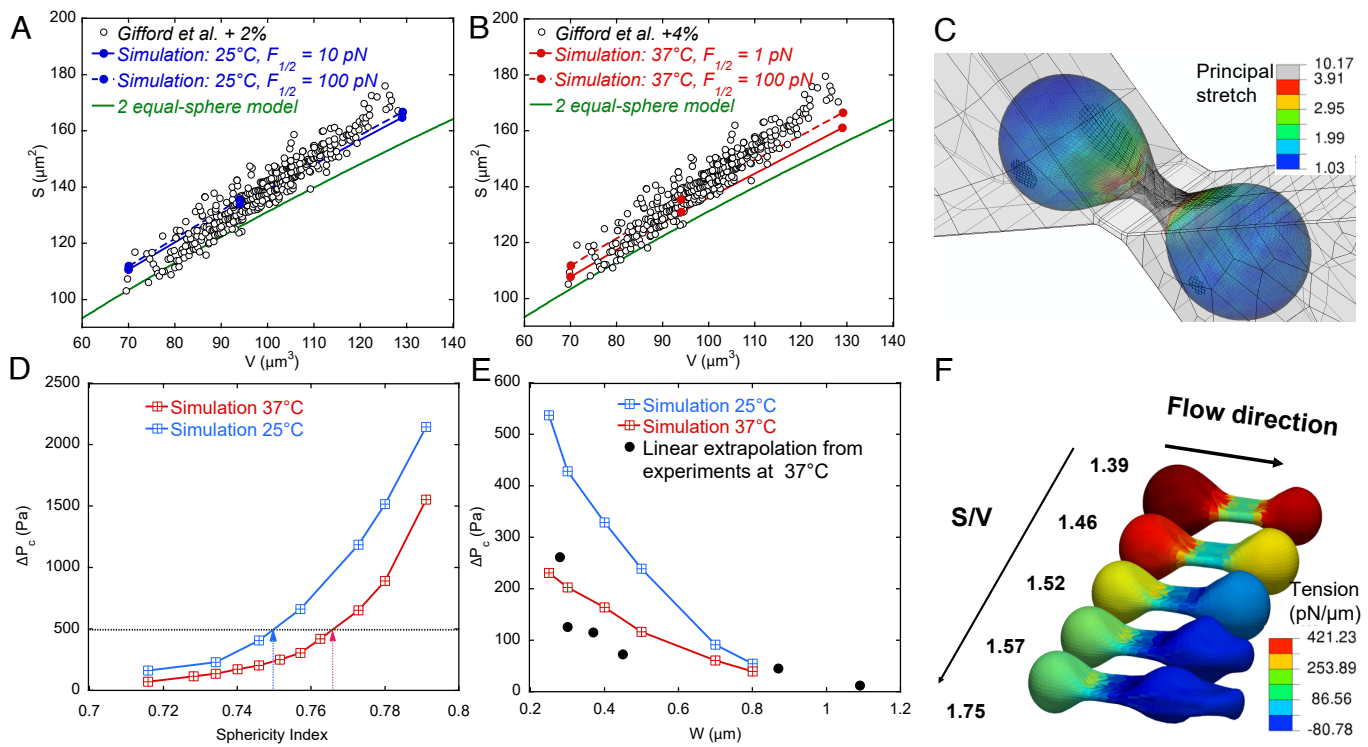 A
Gifford et al. + 2%
Simulation: 25°C, F1/2 = 10 pN
Simulation: 25°C, F1/2 = 100 pN
2 equal-sphere model
200
180
160
140
120
100
S (µm²)
60 70 80 90 100 110 120 130 140
V (µm³)
B
Gifford et al. +4%
Simulation: 37°C, F1/2 = 1 pN
Simulation: 37°C, F1/2 = 100 pN
2 equal-sphere model
200
180
160
140
120
100
S (µm²)
60 70 80 90 100 110 120 130 140
V (µm³)
C
Principal
stretch
10.17
3.91
2.95
1.99
1.03
D
Simulation 37°C
Simulation 25°C
2500
2000
1500
1000
500
0
ΔPc (Pa)
0.7 0.72 0.74 0.76 0.78 0.8
Sphericity Index
E
Simulation 25°C
Simulation 37°C
Linear extrapolation from
experiments at 37°C
600
500
400
300
200
100
0
ΔPc (Pa)
0.2 0.4 0.6 0.8 1 1.2
W (µm)
F
Flow direction
S/V
1.39
1.46
1.52
1.57
1.75
Tension
(pN/µm)
421.23
253.89
86.56
-80.78